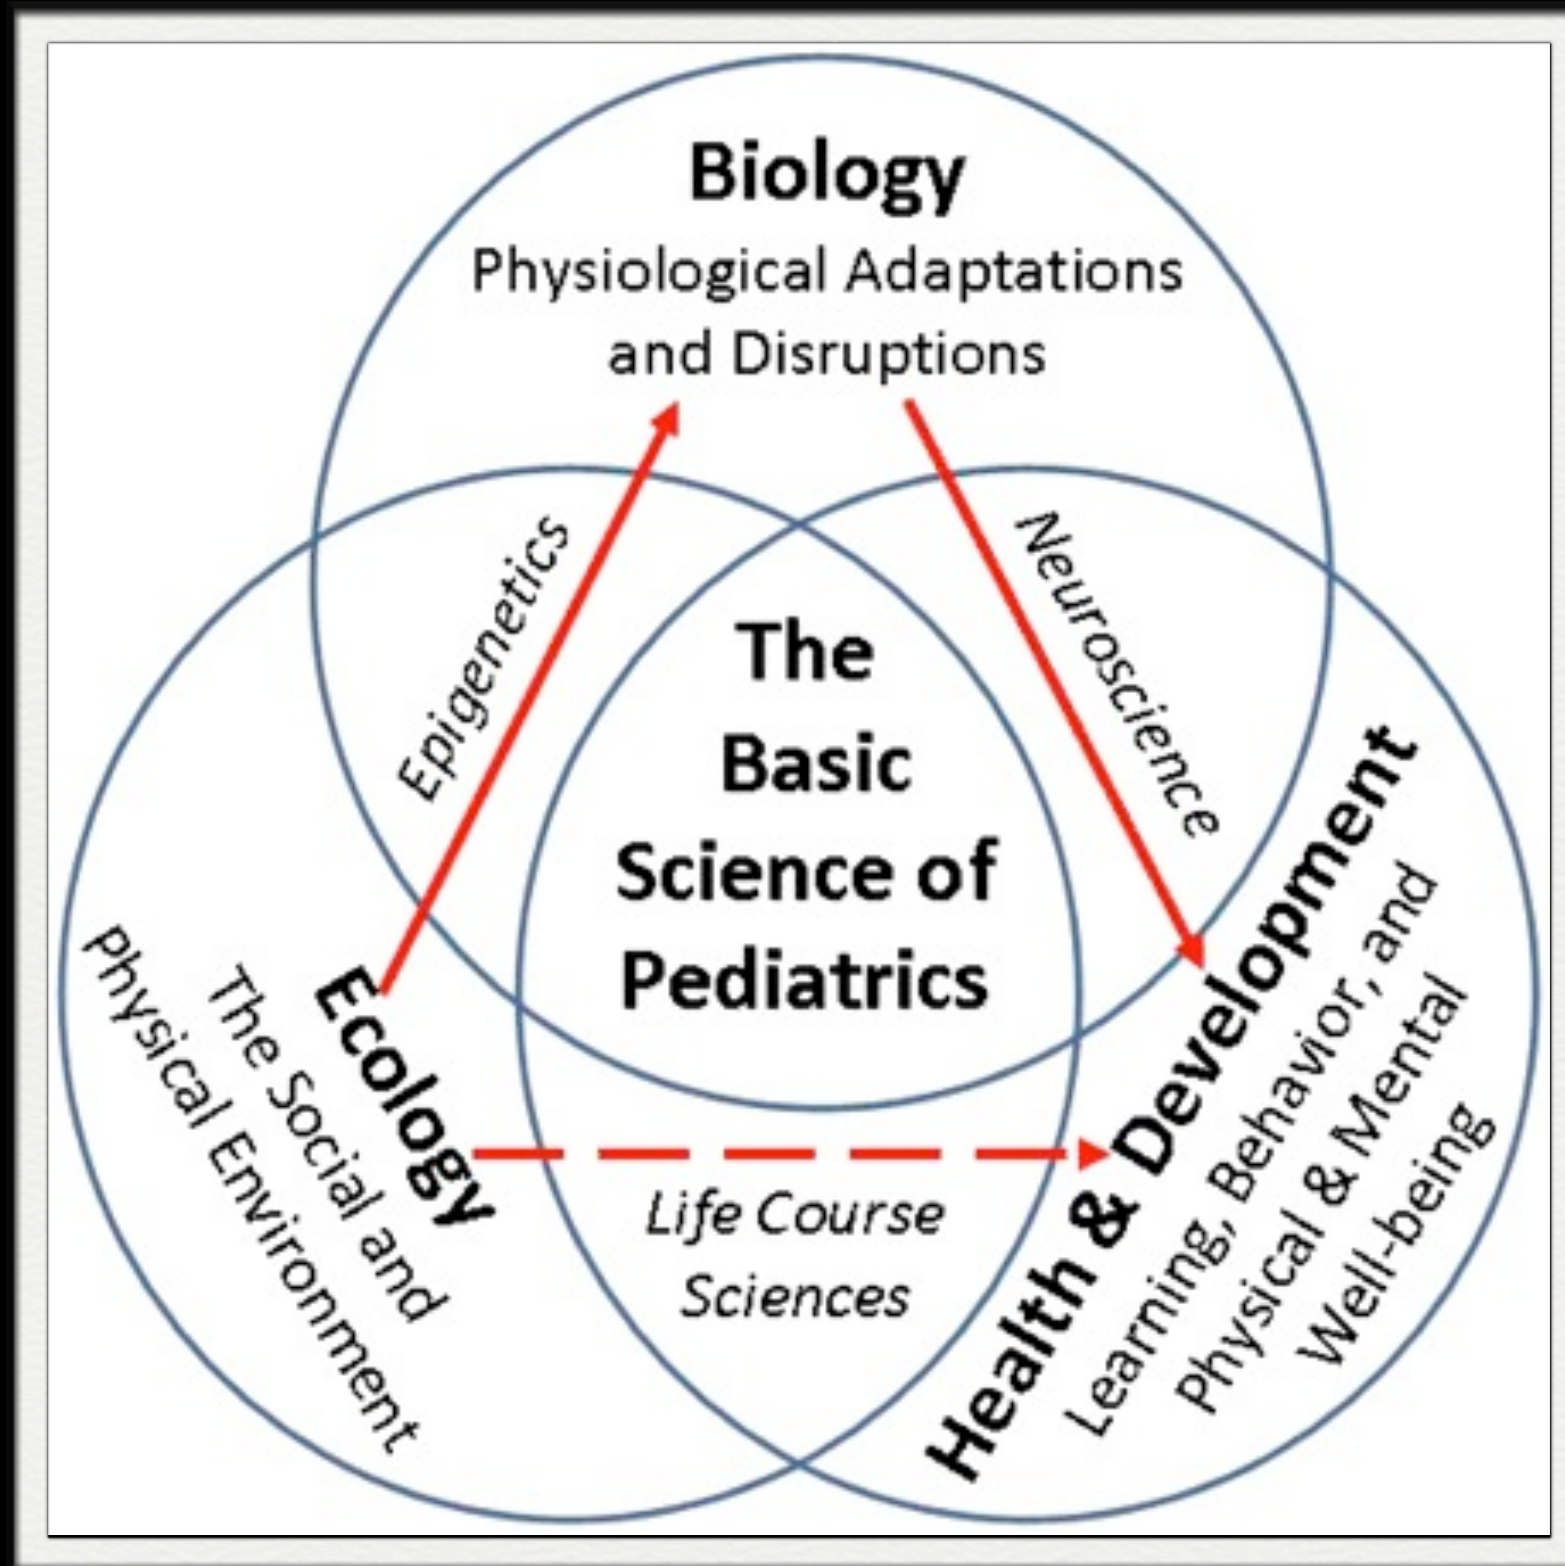 Biology
Physiological Adaptations
and Disruptions
Epigenetics
Neuroscience
The
Basic
Science of
Pediatrics
Ecology
The Social and
Physical Environment
Life Course
Sciences
Health & Development
Learning, Behavior, and
Physical & Mental
Well-being